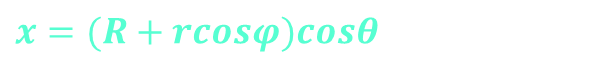 x = (R + rcosφ)cosθ